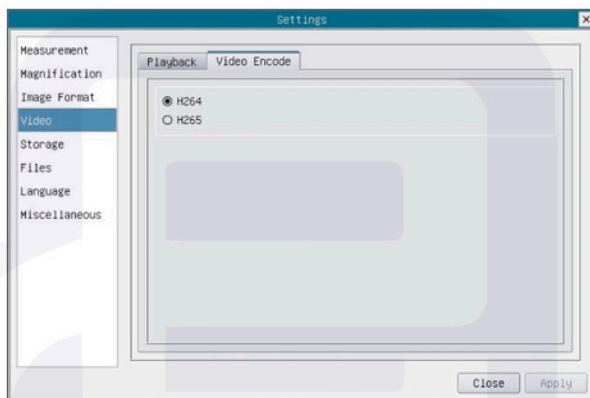 Settings
Measurement
Magnification
Image Format
Video
Storage
Files
Language
Miscellaneous
Playback
Video Encode
H264
H265
Close
Apply